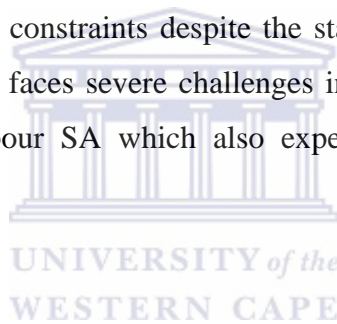 constraints despite the sta
faces severe challenges in
our SA which also expe
UNIVERSITY of the
WESTERN CAPE